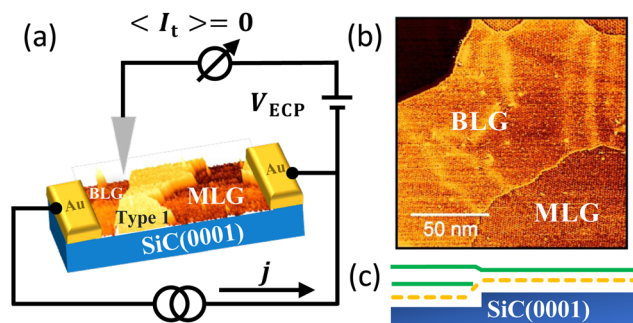 (a)
< I_t >= 0
V_ECP
BLG
MLG
Au
Au
Type 1
SiC(0001)
j
(b)
BLG
MLG
50 nm
(c)
SiC(0001)